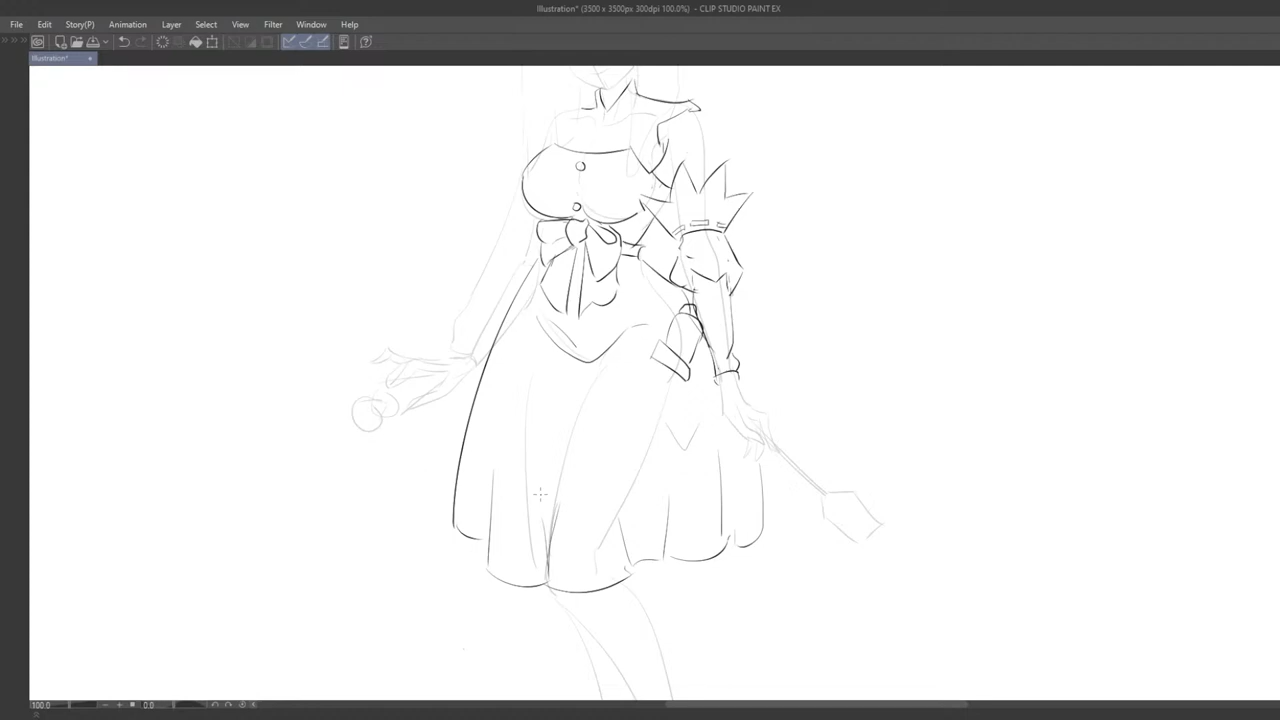 Illustration* (3500 x 3500px 300dpi 100.0%) - CLIP STUDIO PAINT EX
File Edit Story(P) Animation Layer Select View Filter Window Help
Illustration*
100.0 0.0